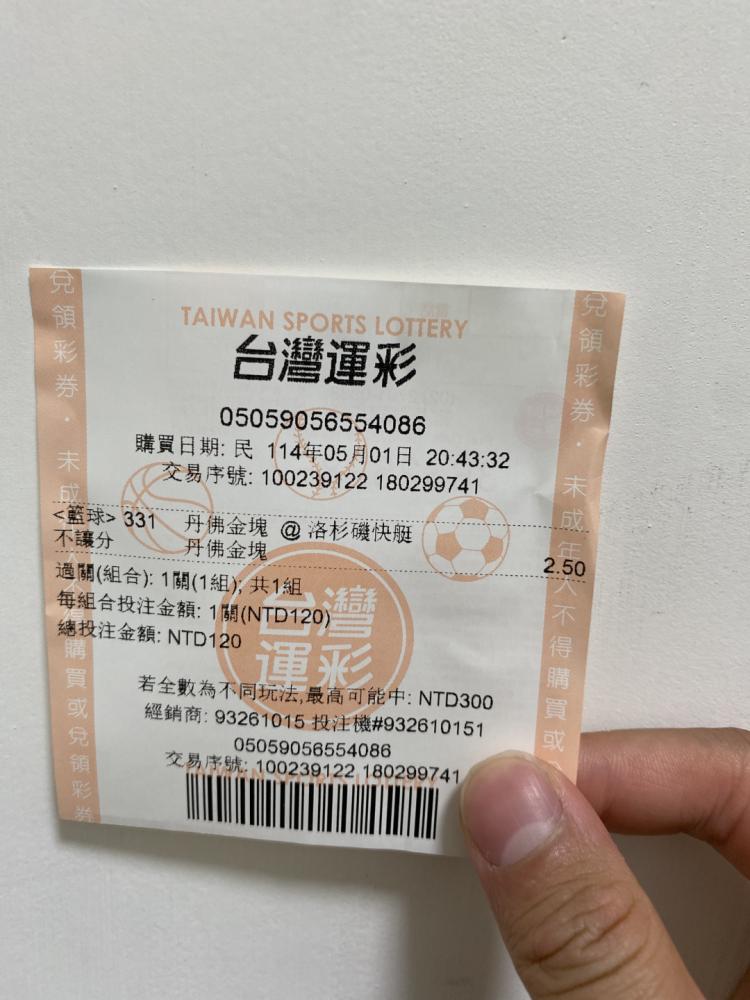 TAIWAN SPORTS LOTTERY
台灣運彩
05059056554086
購買日期: 民 114年05月01日 20:43:32
交易序號: 100239122 180299741
<籃球> 331 丹佛金塊 @ 洛杉磯快艇
不讓分 丹佛金塊 2.50
過關(組合): 1關(1組); 共1組
每組合投注金額: 1關(NTD120)
總投注金額: NTD120
台灣運彩
若全數為不同玩法,最高可能中: NTD300
經銷商: 93261015 投注機#932610151
05059056554086
交易序號: 100239122 180299741
TAIWAN SPORTS LOTTERY
兌領彩券．未成年人不得購買或兌領彩券
兌領彩券．未成年人不得購買或